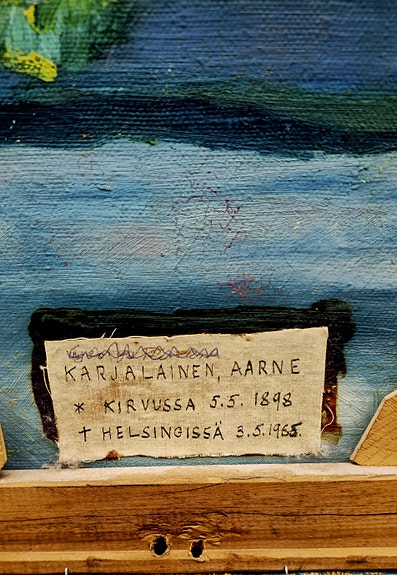 KARJALAINEN, AARNE
* KIRVUSSA 5.5. 1898
† HELSINGISSÄ 3.5.1965.